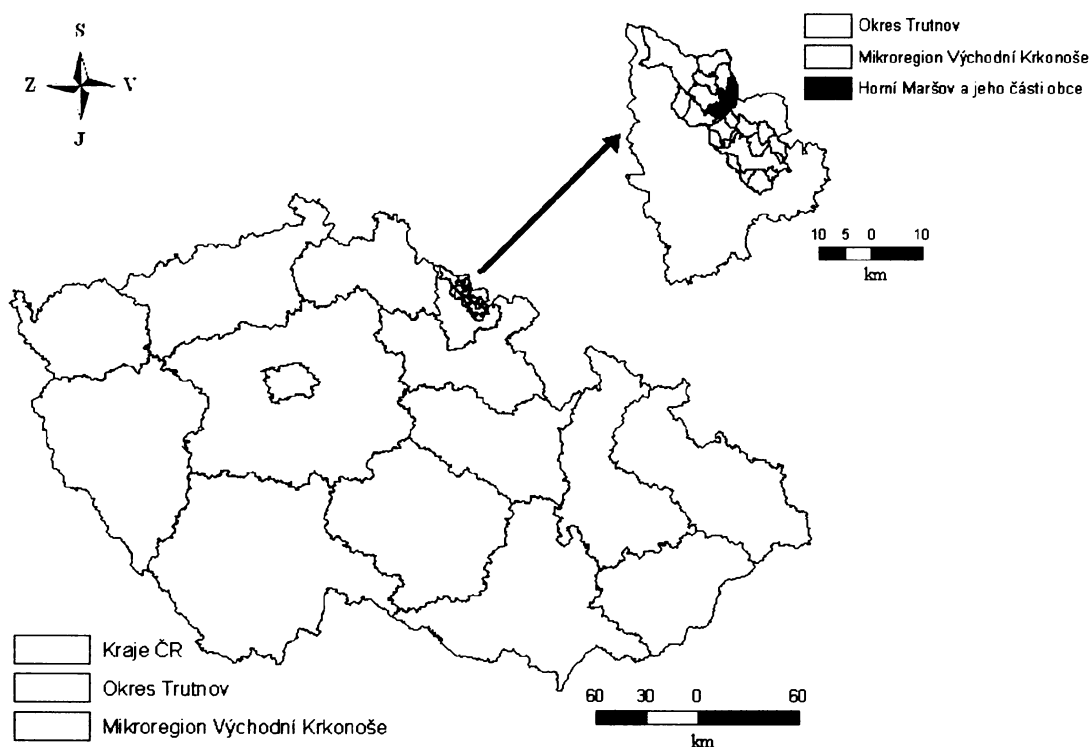 S
Z V
J
Okres Trutnov
Mikroregion Východní Krkonoše
Horní Maršov a jeho části obce
10 5 0 10
km
Kraje ČR
Okres Trutnov
Mikroregion Východní Krkonoše
60 30 0 60
km